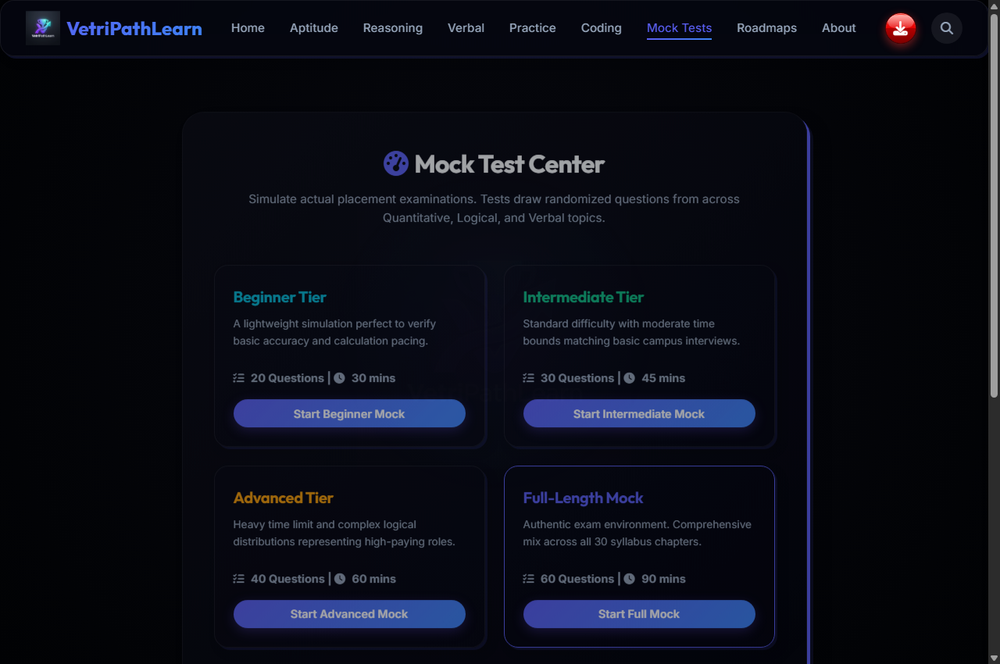 VetriPathLearn
VetriPathLearn
Home
Aptitude
Reasoning
Verbal
Practice
Coding
Mock Tests
Roadmaps
About
Mock Test Center
Simulate actual placement examinations. Tests draw randomized questions from across
Quantitative, Logical, and Verbal topics.
Beginner Tier
A lightweight simulation perfect to verify
basic accuracy and calculation pacing.
20 Questions | 30 mins
Start Beginner Mock
Intermediate Tier
Standard difficulty with moderate time
bounds matching basic campus interviews.
30 Questions | 45 mins
Start Intermediate Mock
Advanced Tier
Heavy time limit and complex logical
distributions representing high-paying roles.
40 Questions | 60 mins
Start Advanced Mock
Full-Length Mock
Authentic exam environment. Comprehensive
mix across all 30 syllabus chapters.
60 Questions | 90 mins
Start Full Mock